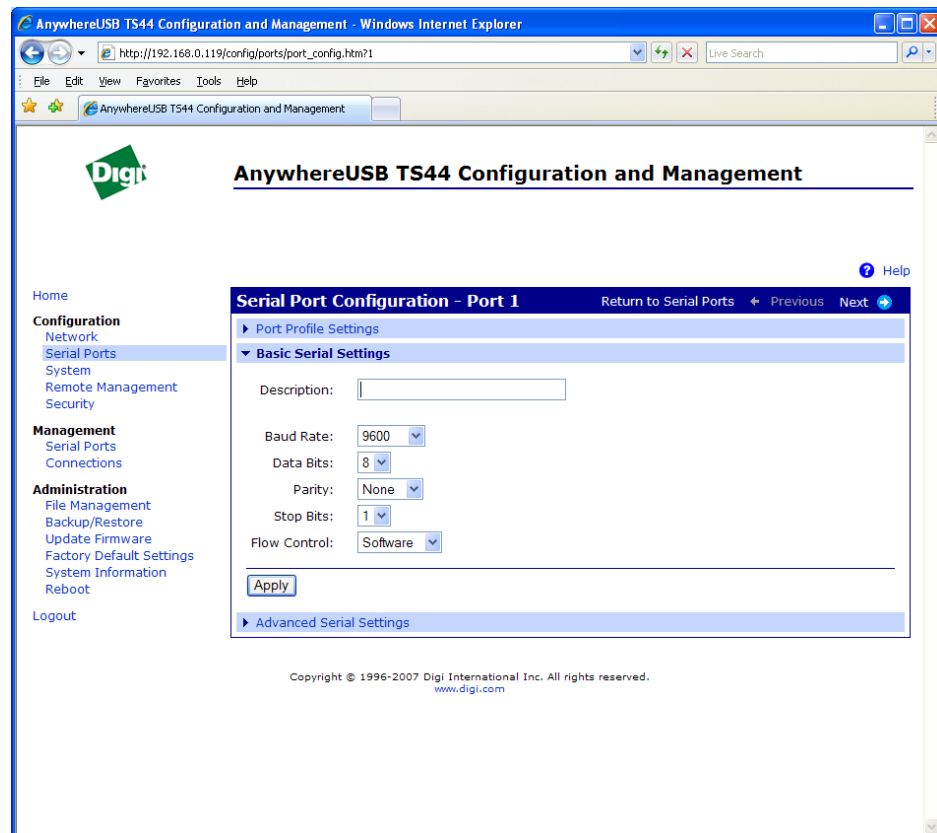 AnywhereUSB TS44 Configuration and Management - Windows Internet Explorer
http://192.168.0.119/config/ports/port_config.htm?1
Live Search
File Edit View Favorites Tools Help
AnywhereUSB TS44 Configuration and Management
Digi
AnywhereUSB TS44 Configuration and Management
? Help
Home
Configuration
Network
Serial Ports
System
Remote Management
Security
Management
Serial Ports
Connections
Administration
File Management
Backup/Restore
Update Firmware
Factory Default Settings
System Information
Reboot
Logout
Serial Port Configuration - Port 1 Return to Serial Ports Previous Next
Port Profile Settings
Basic Serial Settings
Description:
Baud Rate: 9600
Data Bits: 8
Parity: None
Stop Bits: 1
Flow Control: Software
Apply
Advanced Serial Settings
Copyright © 1996-2007 Digi International Inc. All rights reserved.
www.digi.com